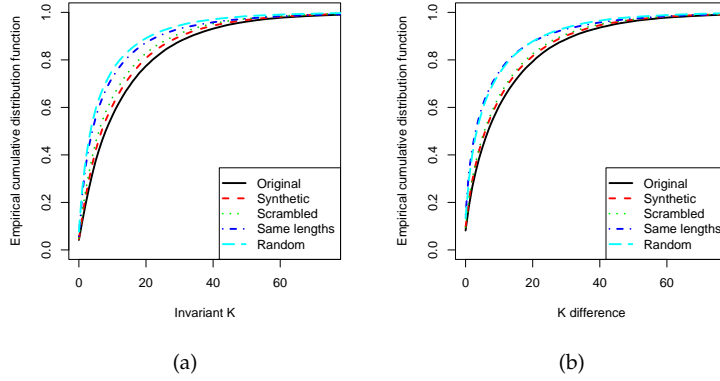 Empirical cumulative distribution function
1.0
0.8
0.6
0.4
0.2
0.0
Original
Synthetic
Scrambled
Same lengths
Random
0 20 40 60
Invariant K
(a)
Empirical cumulative distribution function
1.0
0.8
0.6
0.4
0.2
0.0
Original
Synthetic
Scrambled
Same lengths
Random
0 20 40 60
K difference
(b)